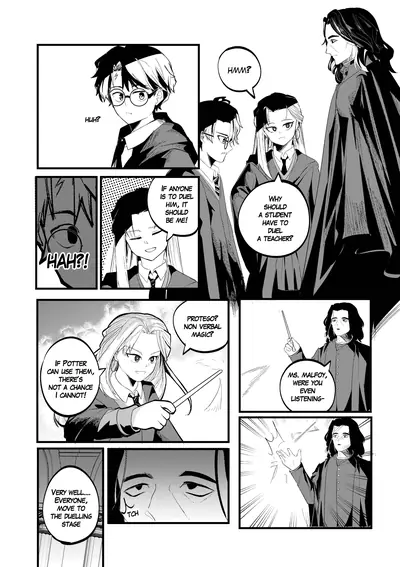 HUH?
HMM?
WHY
SHOULD
A STUDENT
HAVE TO
DUEL
A TEACHER?
IF ANYONE
IS TO DUEL
HIM, IT
SHOULD
BE ME!
HAH?!
PROTEGO?
NON
VERBAL
MAGIC?
IF POTTER
CAN USE THEM,
THERE'S
NOT A CHANCE
I CANNOT!
MS. MALFOY,
WERE YOU
EVEN
LISTENING-
TCH
VERY WELL....
EVERYONE,
MOVE TO
THE DUELLING
STAGE